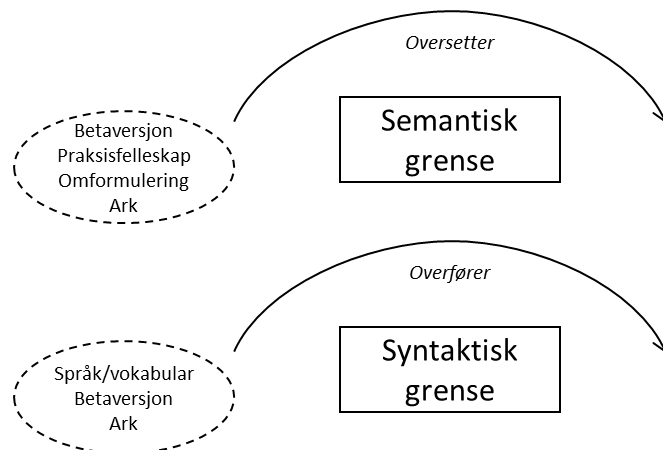 Oversetter
Betaversjon
Praksisfelleskap
Omformulering
Ark
Semantisk
grense
Overfører
Språk/vokabular
Betaversjon
Ark
Syntaktisk
grense